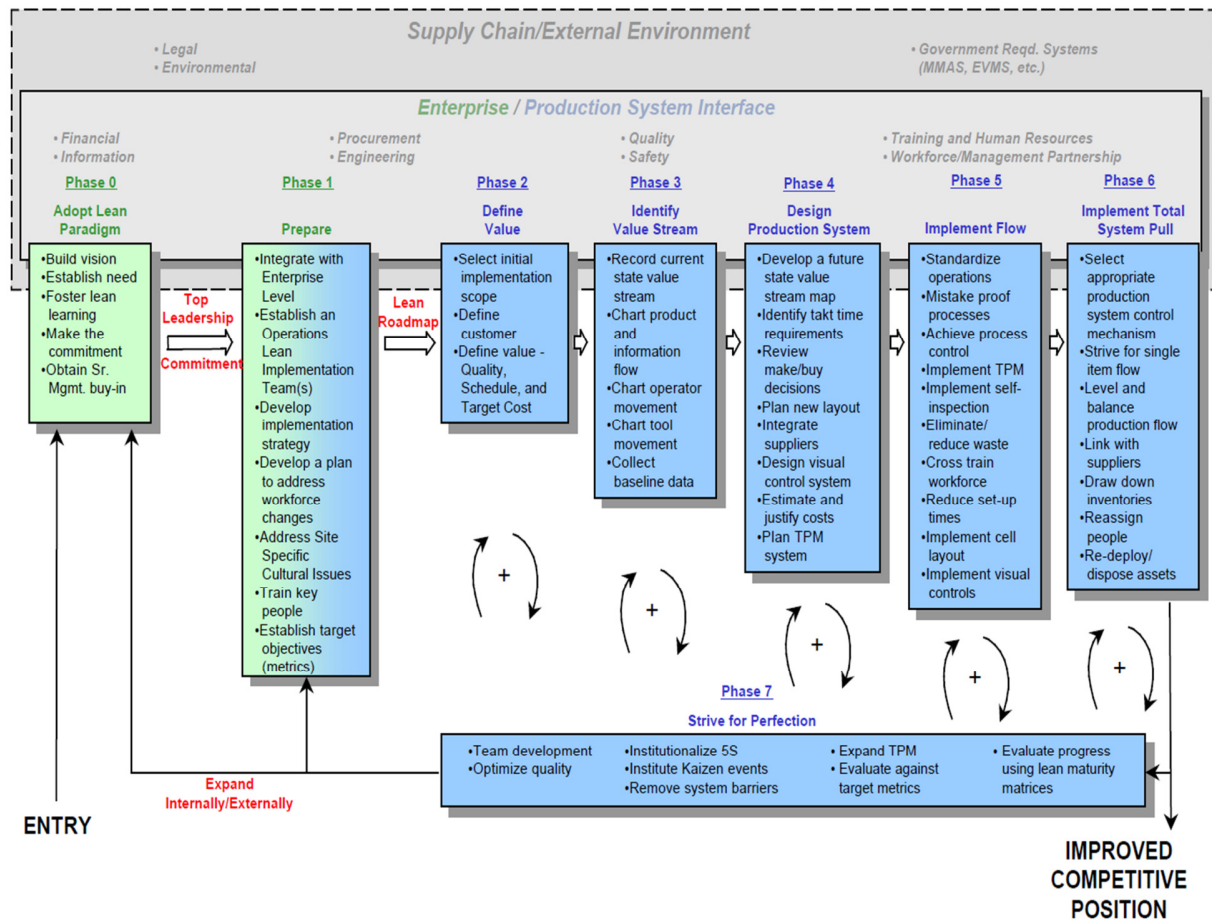 Supply Chain/External Environment
• Legal
• Environmental
• Government Reqd. Systems
(MMAS, EVMS, etc.)
Enterprise / Production System Interface
• Financial
• Information
• Procurement
• Engineering
• Quality
• Safety
• Training and Human Resources
• Workforce/Management Partnership
Phase 0
Adopt Lean
Paradigm
•Build vision
•Establish need
•Foster lean
learning
•Make the
commitment
•Obtain Sr.
Mgmt. buy-in
Top
Leadership
Commitment
Phase 1
Prepare
•Integrate with
Enterprise
Level
•Establish an
Operations
Lean
Implementation
Team(s)
•Develop
implementation
strategy
•Develop a plan
to address
workforce
changes
•Address Site
Specific
Cultural Issues
•Train key
people
•Establish target
objectives
(metrics)
Lean
Roadmap
Phase 2
Define
Value
•Select initial
implementation
scope
•Define
customer
•Define value -
Quality,
Schedule, and
Target Cost
+
Phase 3
Identify
Value Stream
•Record current
state value
stream
•Chart product
and
information
flow
•Chart operator
movement
•Chart tool
movement
•Collect
baseline data
+
Phase 4
Design
Production System
•Develop a future
state value
stream map
•Identify takt time
requirements
•Review
make/buy
decisions
•Plan new layout
•Integrate
suppliers
•Design visual
control system
•Estimate and
justify costs
•Plan TPM
system
+
Phase 5
Implement Flow
•Standardize
operations
•Mistake proof
processes
•Achieve process
control
•Implement TPM
•Implement self-
inspection
•Eliminate/
reduce waste
•Cross train
workforce
•Reduce set-up
times
•Implement cell
layout
•Implement visual
controls
+
Phase 6
Implement Total
System Pull
•Select
appropriate
production
system control
mechanism
•Strive for single
item flow
•Level and
balance
production flow
•Link with
suppliers
•Draw down
inventories
•Reassign
people
•Re-deploy/
dispose assets
+
Phase 7
Strive for Perfection
•Team development
•Optimize quality
•Institutionalize 5S
•Institute Kaizen events
•Remove system barriers
•Expand TPM
•Evaluate against
target metrics
•Evaluate progress
using lean maturity
matrices
Expand
Internally/Externally
ENTRY
IMPROVED
COMPETITIVE
POSITION